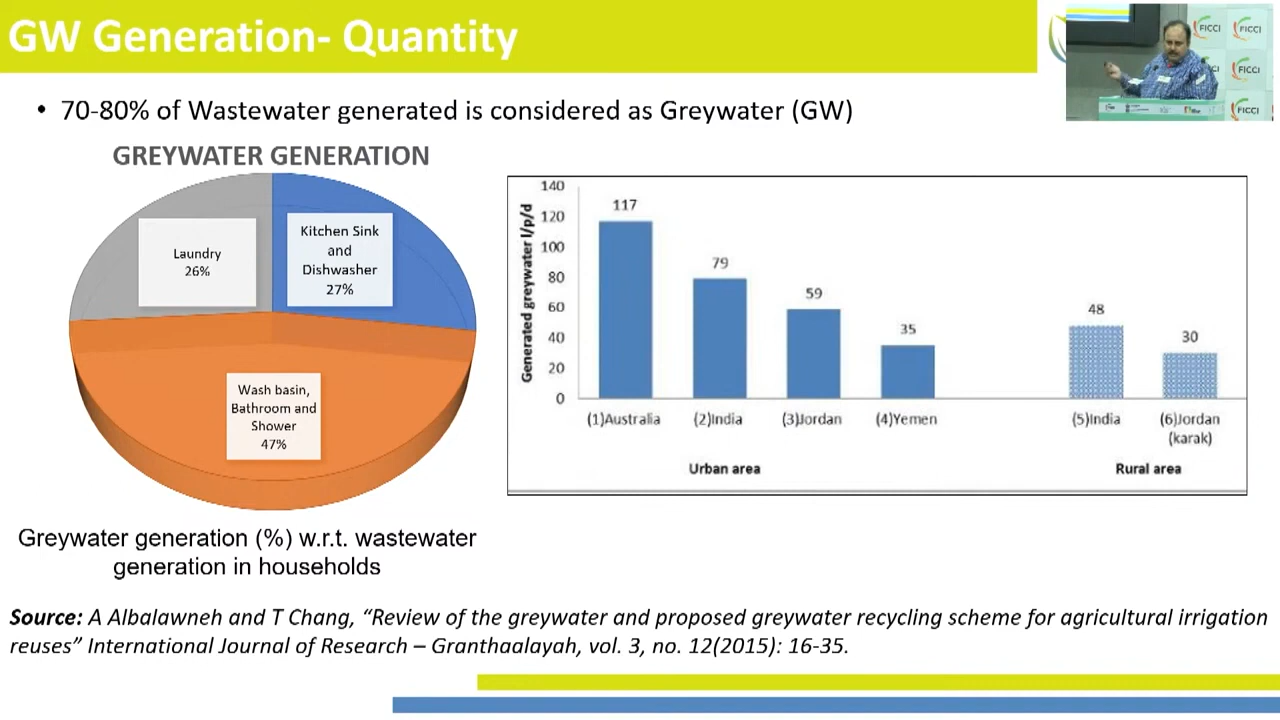 GW Generation- Quantity
FICCI FICCI
FICCI
FICCI
• 70-80% of Wastewater generated is considered as Greywater (GW)
GREYWATER GENERATION
Laundry
26%
Kitchen Sink
and
Dishwasher
27%
Wash basin,
Bathroom and
Shower
47%
Greywater generation (%) w.r.t. wastewater
generation in households
Generated greywater l/p/d
140
120
100
80
60
40
20
0
117
79
59
35
48
30
(1)Australia (2)India (3)Jordan (4)Yemen (5)India (6)Jordan
(karak)
Urban area Rural area
Source: A Albalawneh and T Chang, “Review of the greywater and proposed greywater recycling scheme for agricultural irrigation
reuses” International Journal of Research – Granthaalayah, vol. 3, no. 12(2015): 16-35.